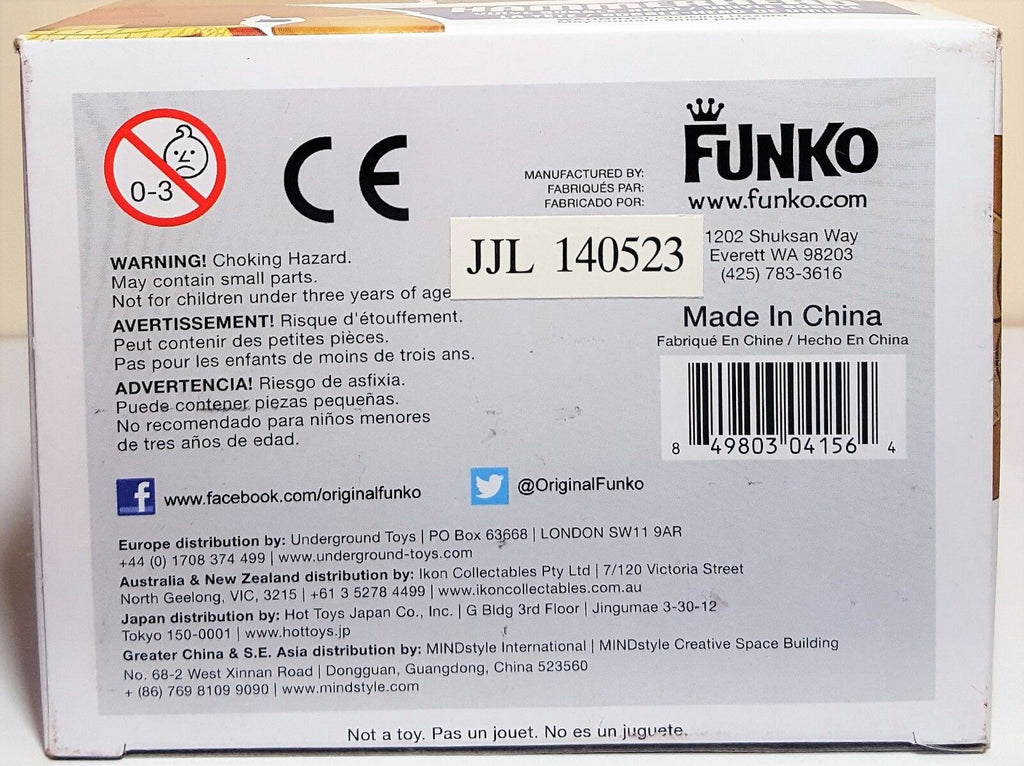 0-3
CE
MANUFACTURED BY:
FABRIQUÉS PAR:
FABRICADO POR:
FUNKO
www.funko.com
JJL 140523
1202 Shuksan Way
Everett WA 98203
(425) 783-3616
WARNING! Choking Hazard.
May contain small parts.
Not for children under three years of age
AVERTISSEMENT! Risque d'étouffement.
Peut contenir des petites pièces.
Pas pour les enfants de moins de trois ans.
ADVERTENCIA! Riesgo de asfixia.
Puede contener piezas pequeñas.
No recomendado para niños menores
de tres años de edad.
Made In China
Fabriqué En Chine / Hecho En China
8 49803 04156 4
f www.facebook.com/originalfunko
@OriginalFunko
Europe distribution by: Underground Toys | PO Box 63668 | LONDON SW11 9AR
+44 (0) 1708 374 499 | www.underground-toys.com
Australia & New Zealand distribution by: Ikon Collectables Pty Ltd | 7/120 Victoria Street
North Geelong, VIC, 3215 | +61 3 5278 4499 | www.ikoncollectables.com.au
Japan distribution by: Hot Toys Japan Co., Inc. | G Bldg 3rd Floor | Jingumae 3-30-12
Tokyo 150-0001 | www.hottoys.jp
Greater China & S.E. Asia distribution by: MINDstyle International | MINDstyle Creative Space Building
No. 68-2 West Xinnan Road | Dongguan, Guangdong, China 523560
+ (86) 769 8109 9090 | www.mindstyle.com
Not a toy. Pas un jouet. No es un juguete.